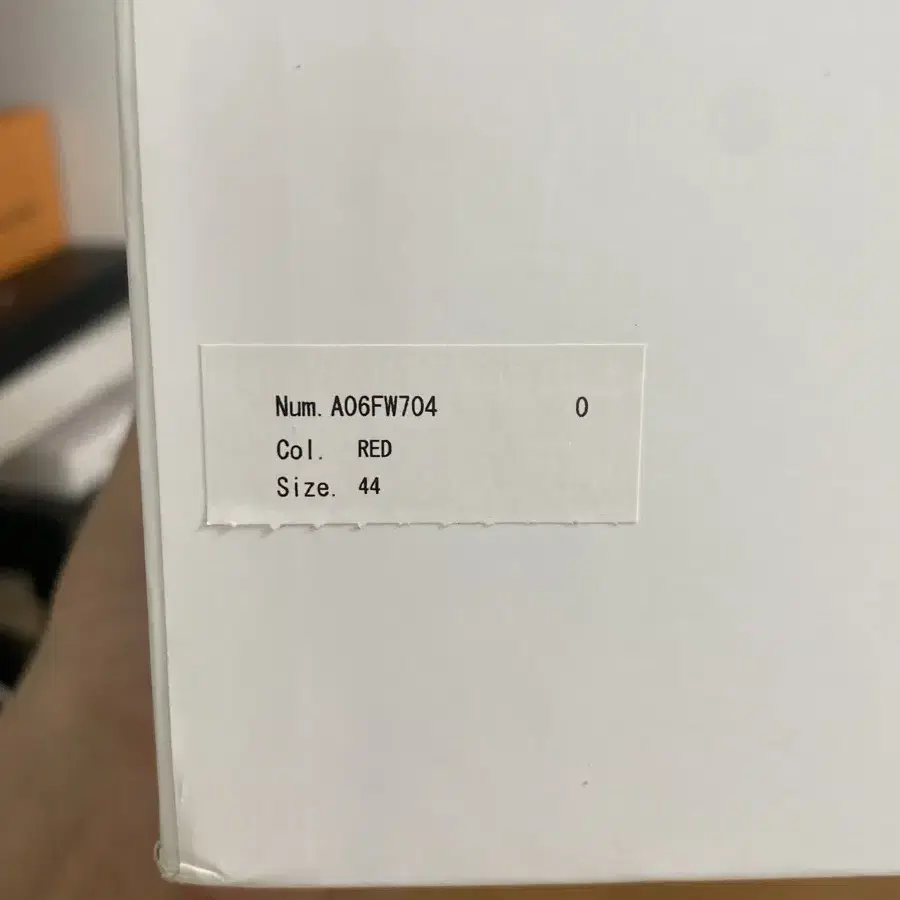 Num. A06FW704 0
Col. RED
Size. 44